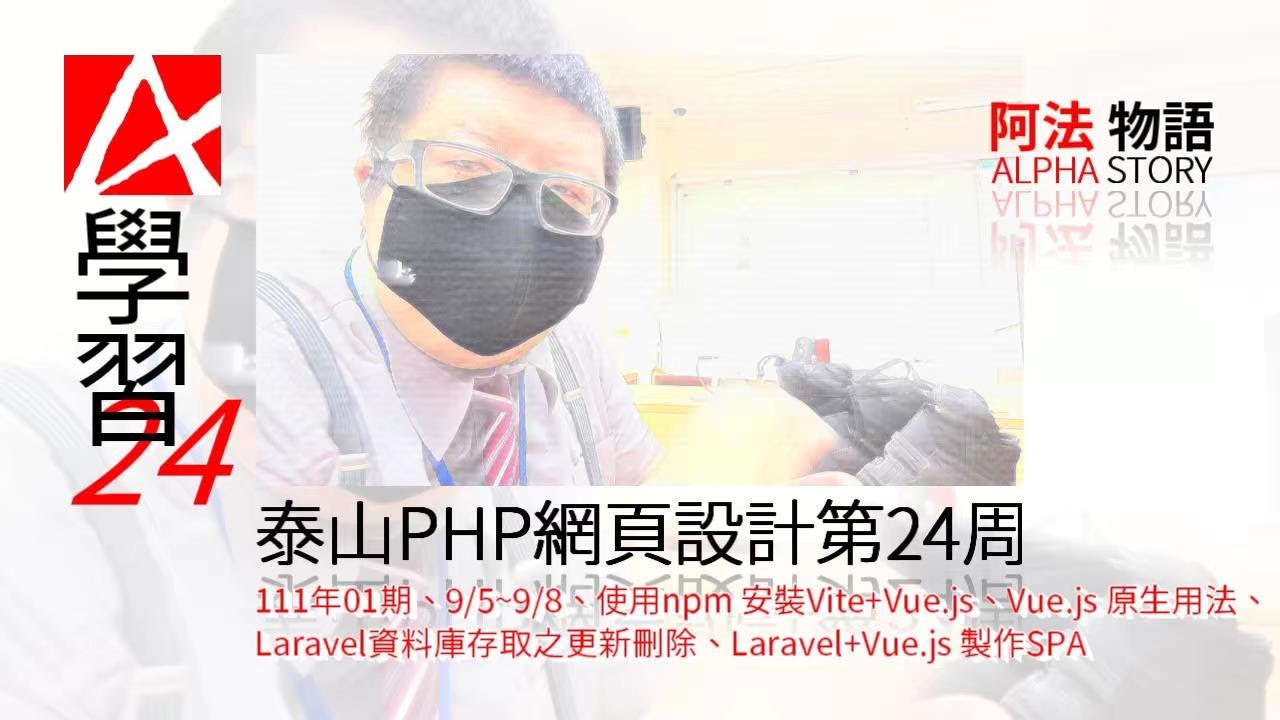 學習
24
阿法 物語
ALPHA STORY
泰山PHP網頁設計第24周
111年01期、9/5~9/8、使用npm 安裝Vite+Vue.js、Vue.js 原生用法、
Laravel資料庫存取之更新刪除、Laravel+Vue.js 製作SPA